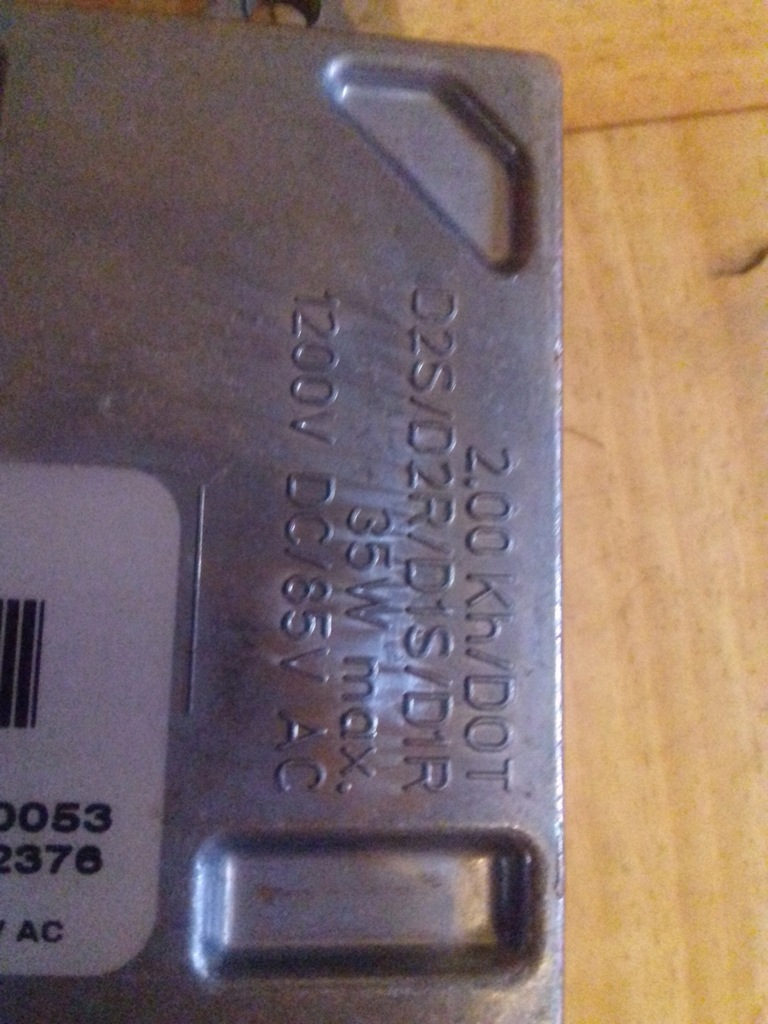 2,00 Kh/DOT
D2S/D2R/D1S/D1R
35W max.
1200V DC/85V AC
0053
2376
V AC